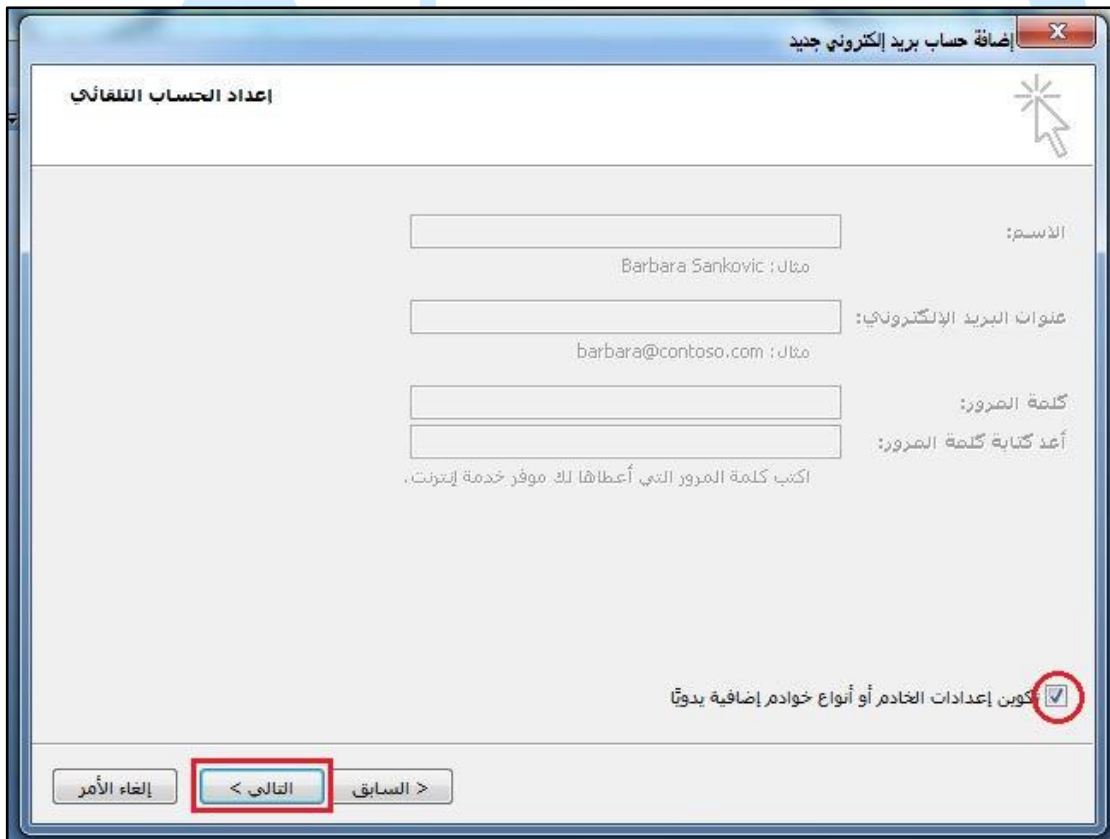 إضافة حساب بريد إلكتروني جديد
إعداد الحساب التلقائي
الاسم:
مثال: Barbara Sankovic
عنوان البريد الإلكتروني:
مثال: barbara@contoso.com
كلمة المرور:
أعد كتابة كلمة المرور:
اكتب كلمة المرور التي أعطاها لك موفر خدمة إنترنت.
تكوين إعدادات الخادم أو أنواع خوادم إضافية يدويًا
< السابق
التالي >
إلغاء الأمر